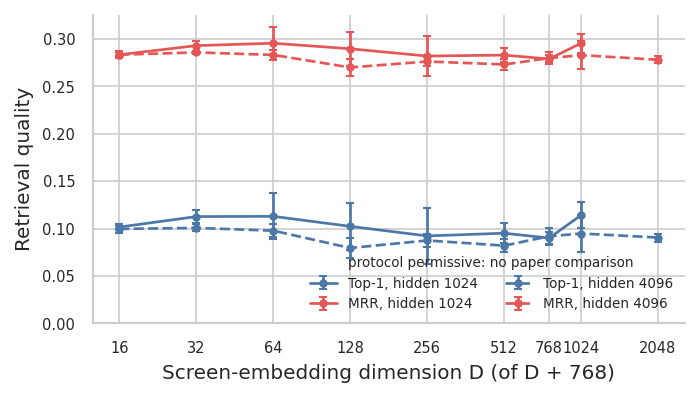 Retrieval quality
0.30
0.25
0.20
0.15
0.10
0.05
0.00
protocol permissive: no paper comparison
Top-1, hidden 1024
Top-1, hidden 4096
MRR, hidden 1024
MRR, hidden 4096
16 32 64 128 256 512 768 1024 2048
Screen-embedding dimension D (of D + 768)